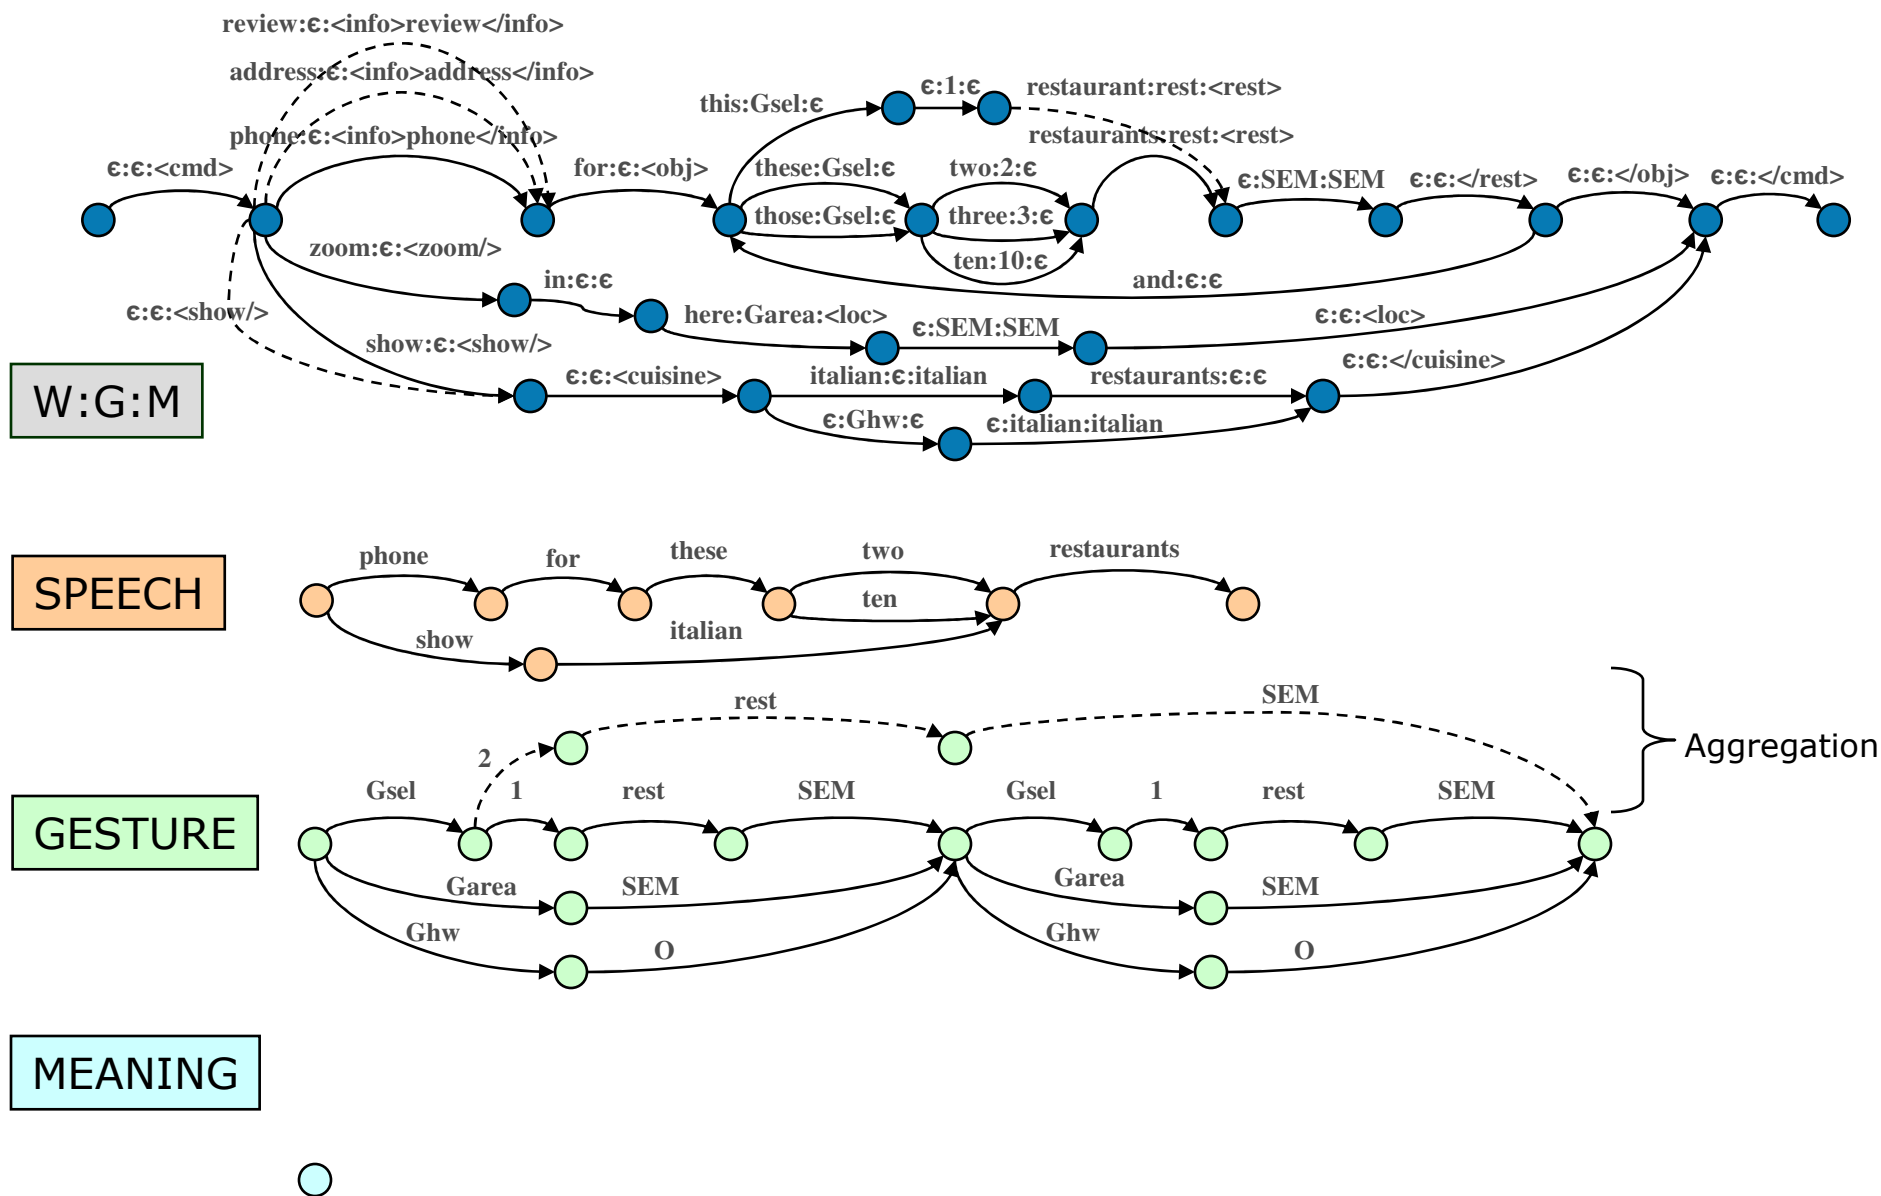 review:ϵ:<info>review</info>
address:ϵ:<info>address</info>
phone:ϵ:<info>phone</info>
ϵ:ϵ:<cmd>
for:ϵ:<obj>
this:Gsel:ϵ
ϵ:1:ϵ
restaurant:rest:<rest>
restaurants:rest:<rest>
these:Gsel:ϵ
two:2:ϵ
those:Gsel:ϵ
three:3:ϵ
ten:10:ϵ
ϵ:SEM:SEM
ϵ:ϵ:</rest>
ϵ:ϵ:</obj>
ϵ:ϵ:</cmd>
and:ϵ:ϵ
zoom:ϵ:<zoom/>
in:ϵ:ϵ
here:Garea:<loc>
ϵ:SEM:SEM
ϵ:ϵ:<loc>
ϵ:ϵ:<show/>
show:ϵ:<show/>
ϵ:ϵ:<cuisine>
italian:ϵ:italian
restaurants:ϵ:ϵ
ϵ:ϵ:</cuisine>
ϵ:Ghw:ϵ
ϵ:italian:italian
W:G:M
SPEECH
phone
for
these
two
restaurants
ten
show
italian
rest
SEM
Aggregation
2
GESTURE
Gsel
1
rest
SEM
Gsel
1
rest
SEM
Garea
SEM
Garea
SEM
Ghw
O
Ghw
O
MEANING